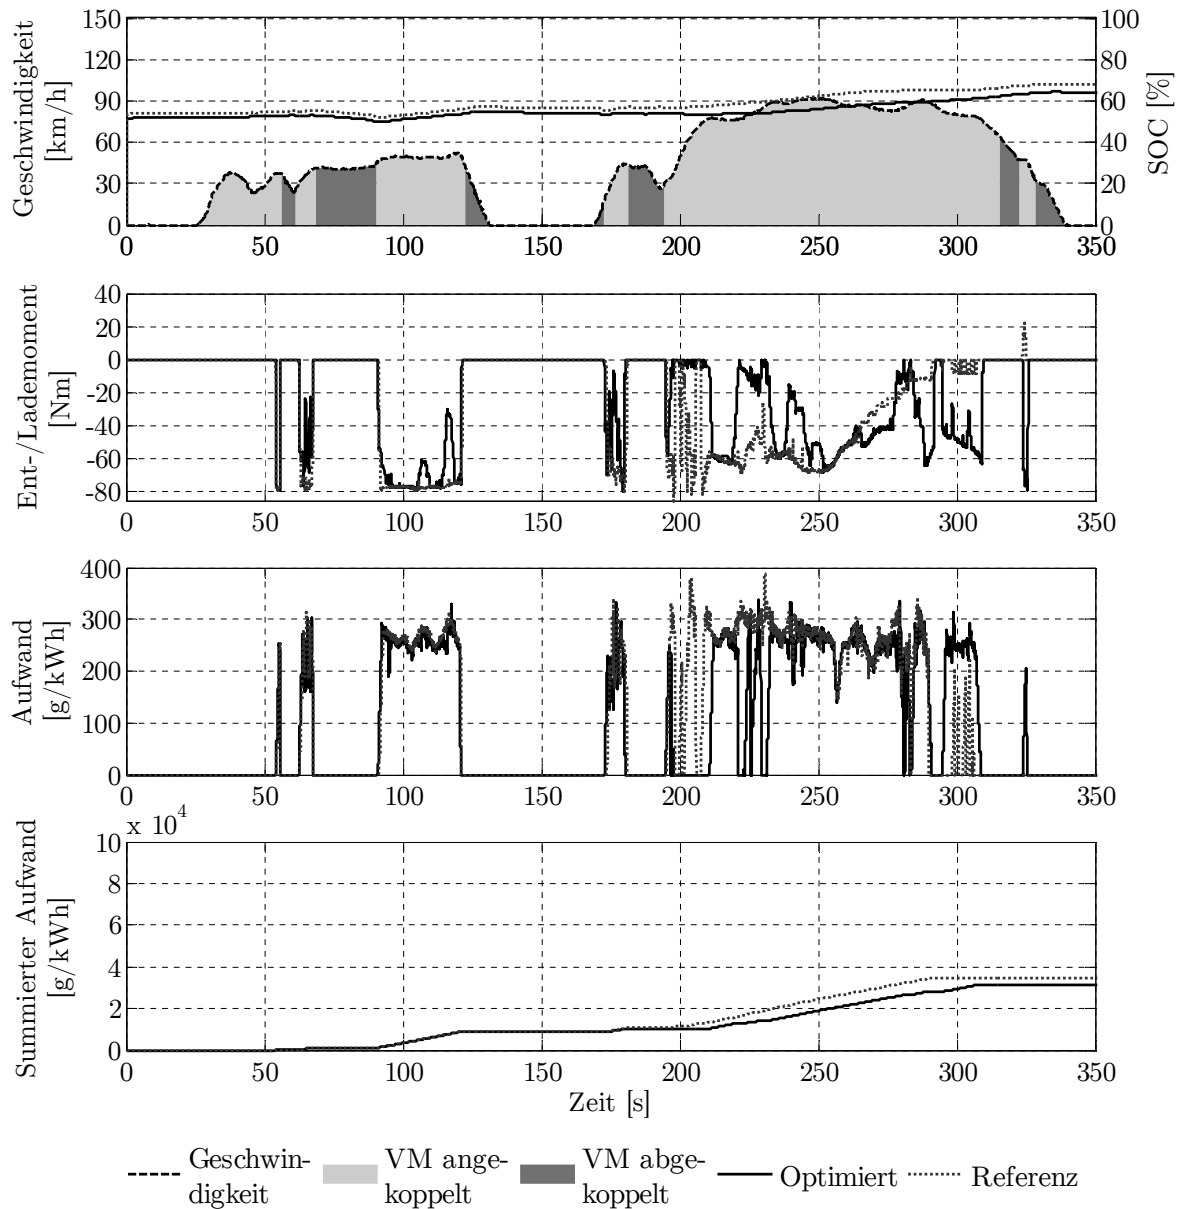 Geschwindigkeit
[km/h]
150
120
90
60
30
0
100
80
60
40
20
0
SOC [%]
0 50 100 150 200 250 300 350
Ent-/Lademoment
[Nm]
40
20
0
-20
-40
-60
-80
0 50 100 150 200 250 300 350
Aufwand
[g/kWh]
400
300
200
100
0
0 50 100 150 200 250 300 350
x 10^4
Summierter Aufwand
[g/kWh]
10
8
6
4
2
0
0 50 100 150 200 250 300 350
Zeit [s]
Geschwin-
digkeit
VM ange-
koppelt
VM abge-
koppelt
Optimiert
Referenz